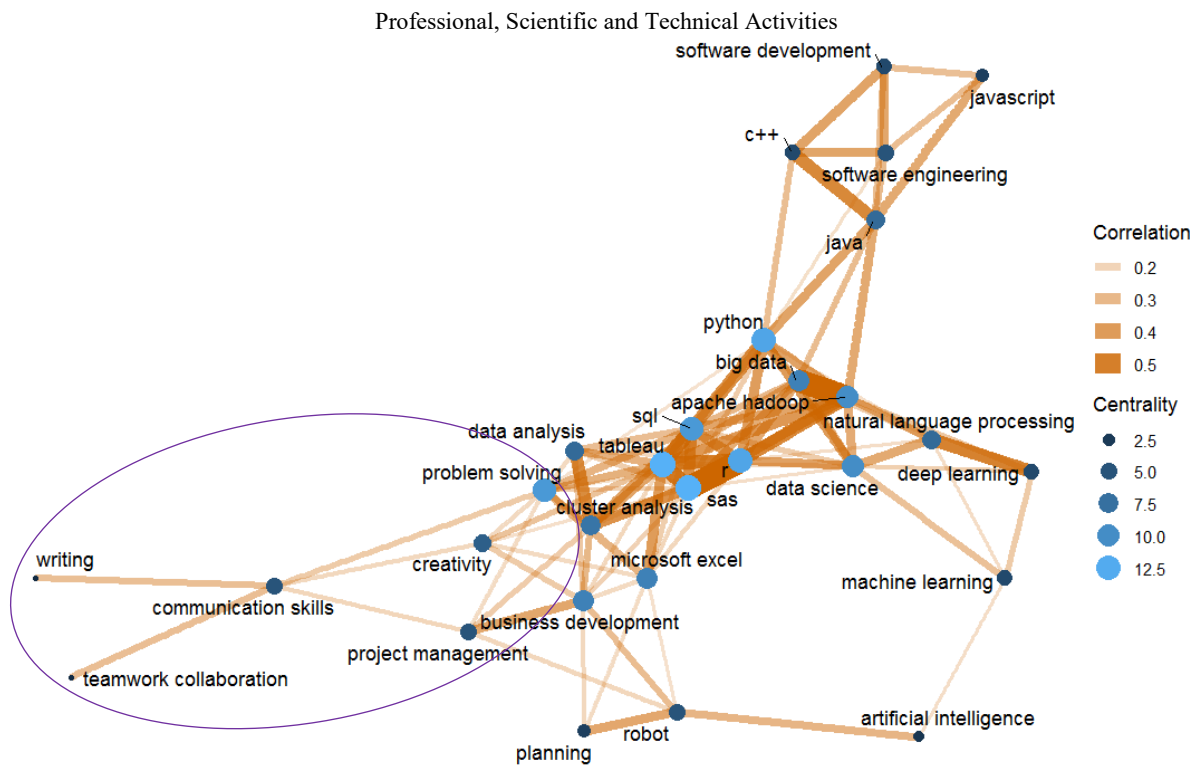 Professional, Scientific and Technical Activities
software development
javascript
c++
software engineering
java
Correlation
0.2
0.3
0.4
0.5
python
big data
apache hadoop
Centrality
sql
natural language processing
data analysis
2.5
tableau
problem solving
r
deep learning
5.0
data science
cluster analysis
sas
7.5
10.0
12.5
writing
creativity
microsoft excel
machine learning
communication skills
business development
project management
teamwork collaboration
artificial intelligence
robot
planning